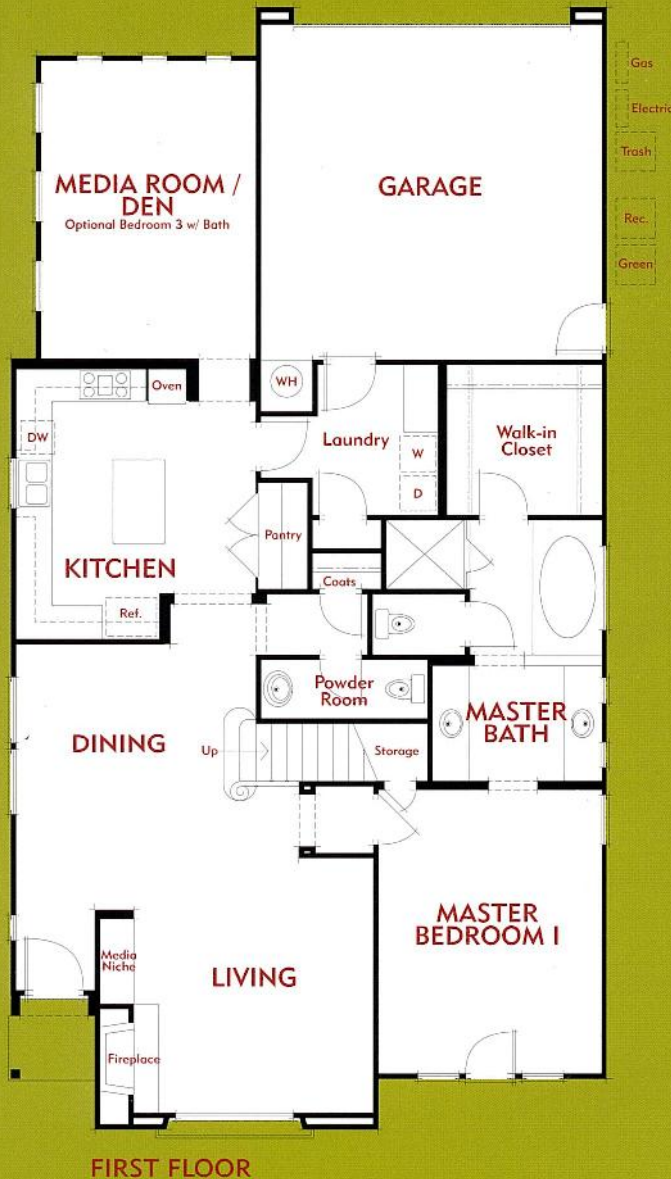 Gas
Electric
Trash
Rec.
Green
MEDIA ROOM /
DEN
Optional Bedroom 3 w/ Bath
GARAGE
Oven
WH
DW
Laundry
W
D
Walk-in
Closet
Pantry
KITCHEN
Coats
Ref.
Powder
Room
MASTER
BATH
DINING
Up
Storage
MASTER
BEDROOM I
Media
Niche
LIVING
Fireplace
FIRST FLOOR